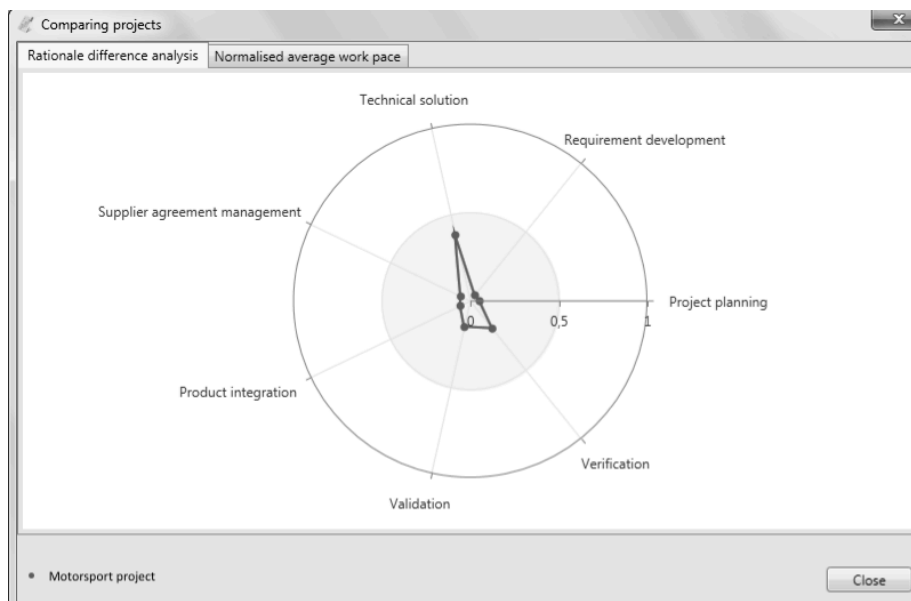 Comparing projects
Rationale difference analysis
Normalised average work pace
Technical solution
Requirement development
Supplier agreement management
0
0,5
1
Project planning
Product integration
Verification
Validation
Motorsport project
Close